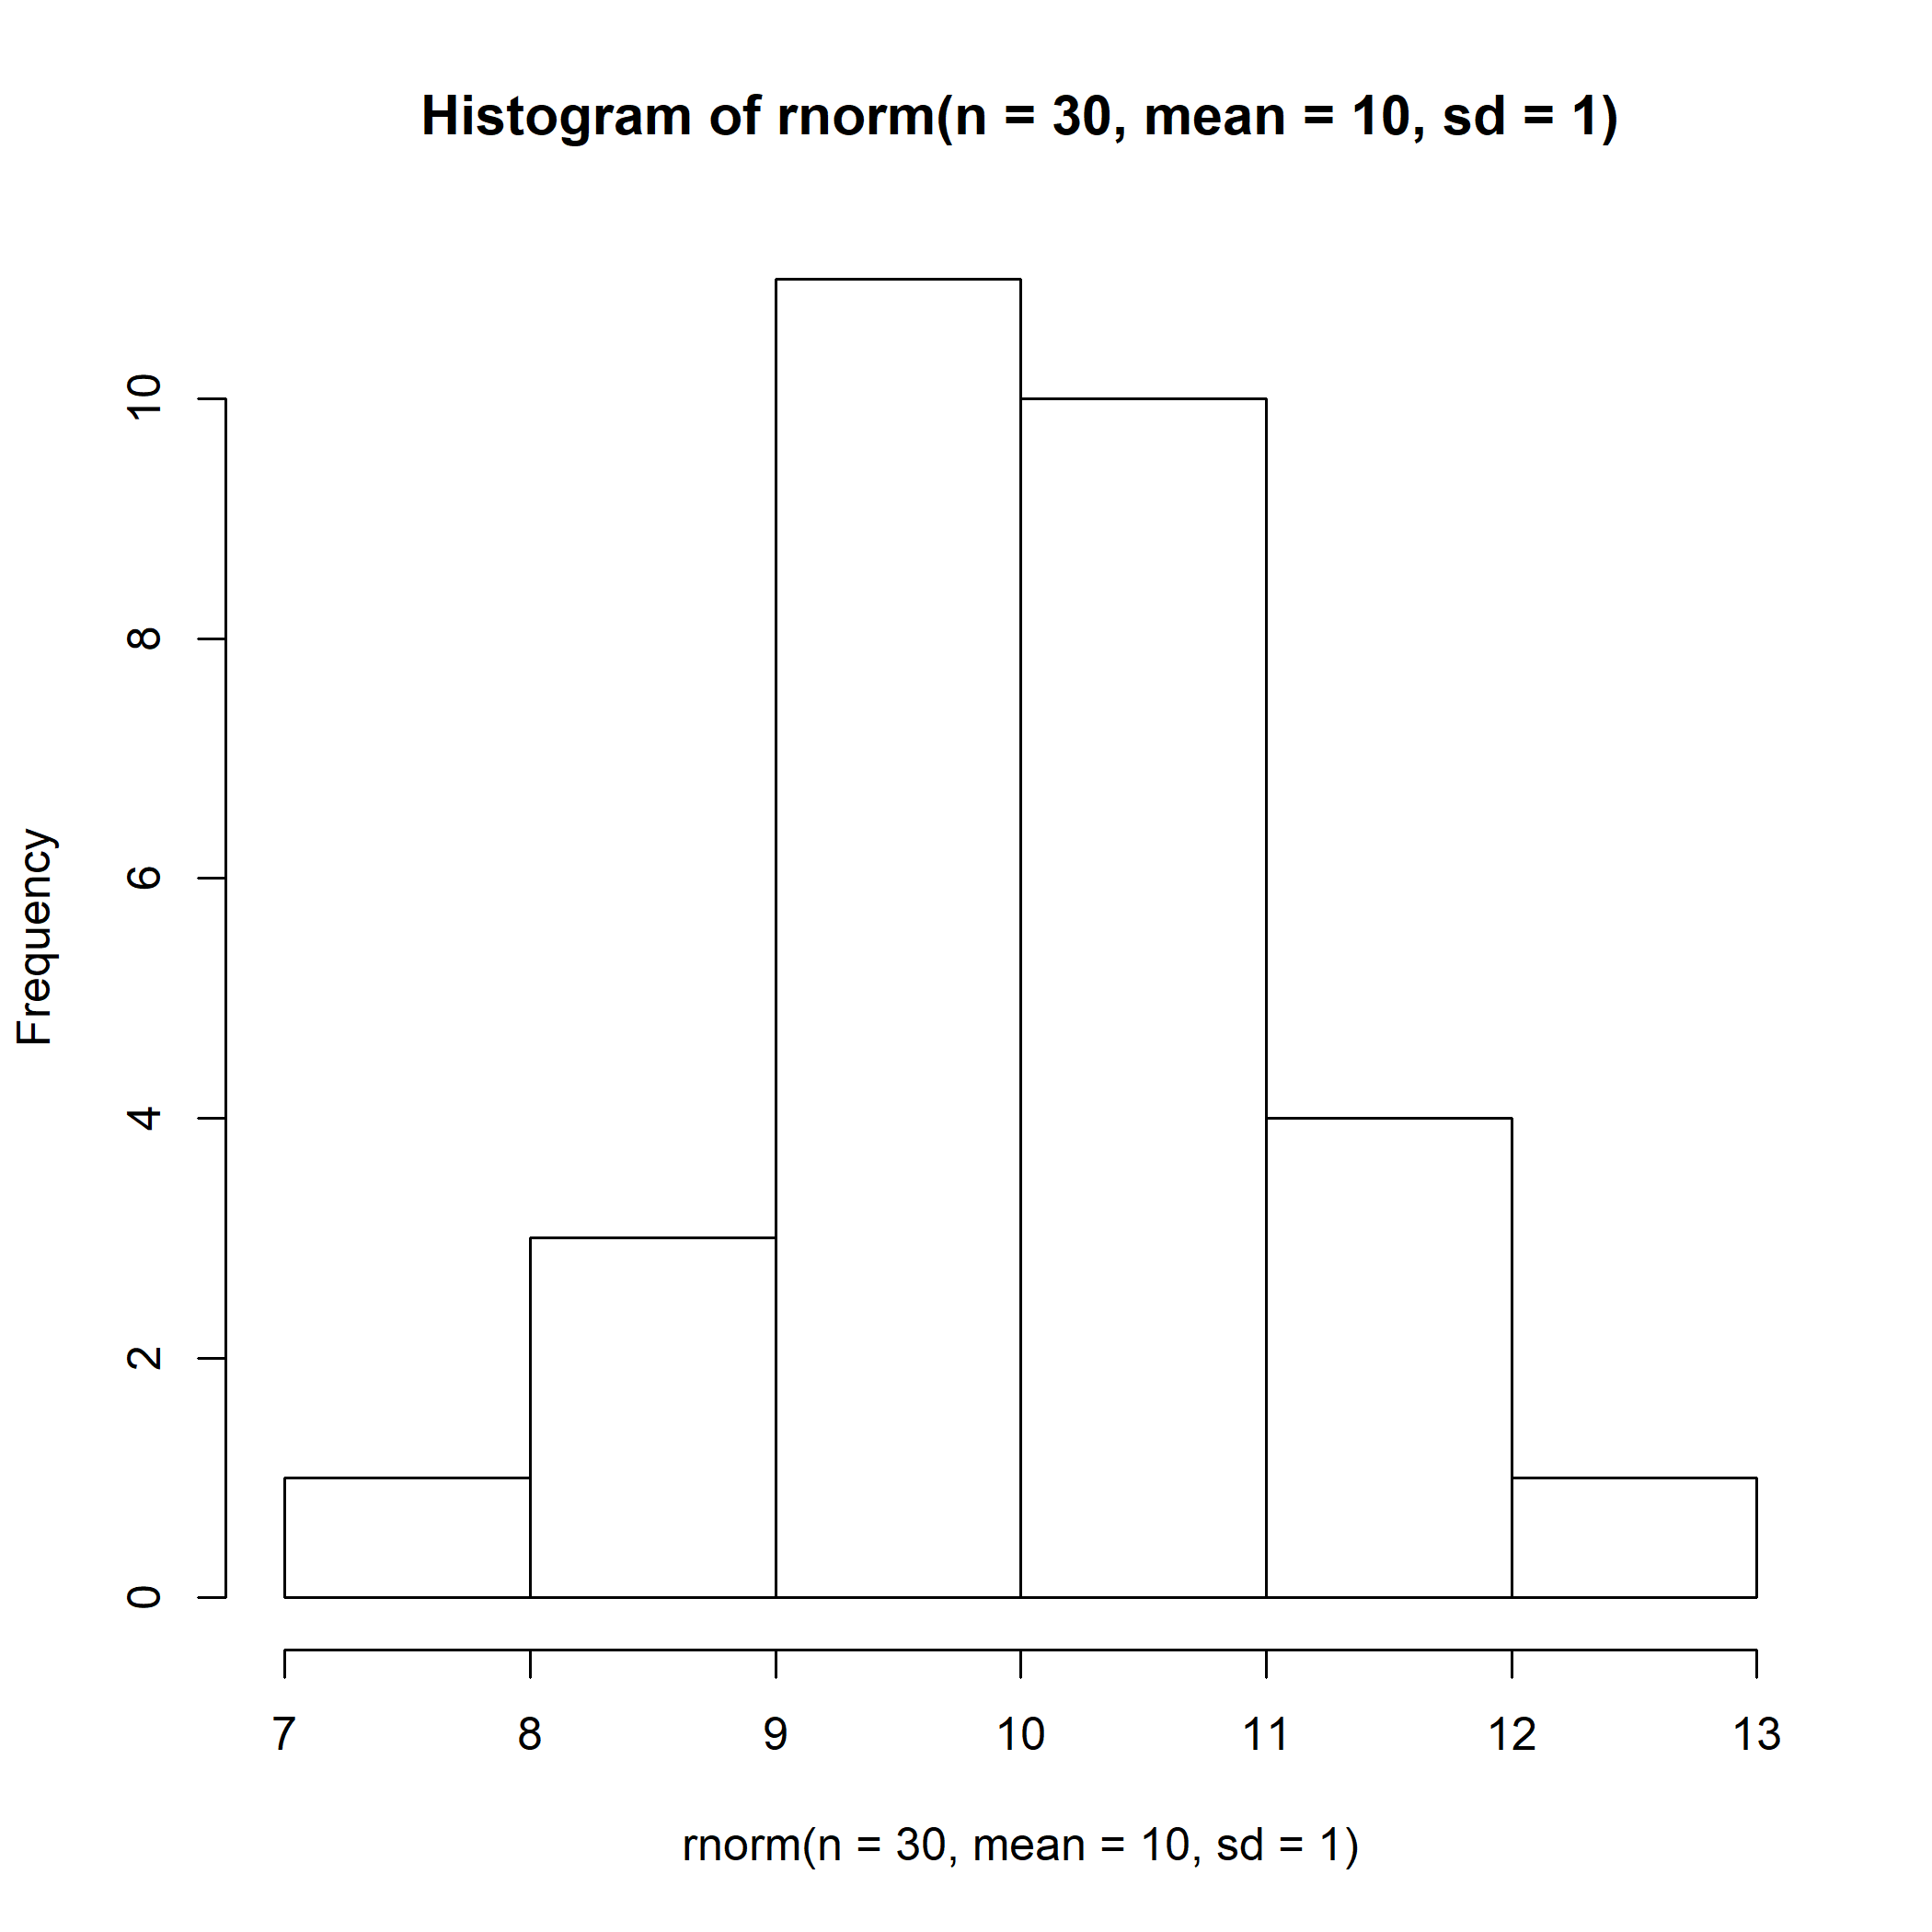 Histogram of rnorm(n = 30, mean = 10, sd = 1)
Frequency
10
8
6
4
2
0
7 8 9 10 11 12 13
rnorm(n = 30, mean = 10, sd = 1)